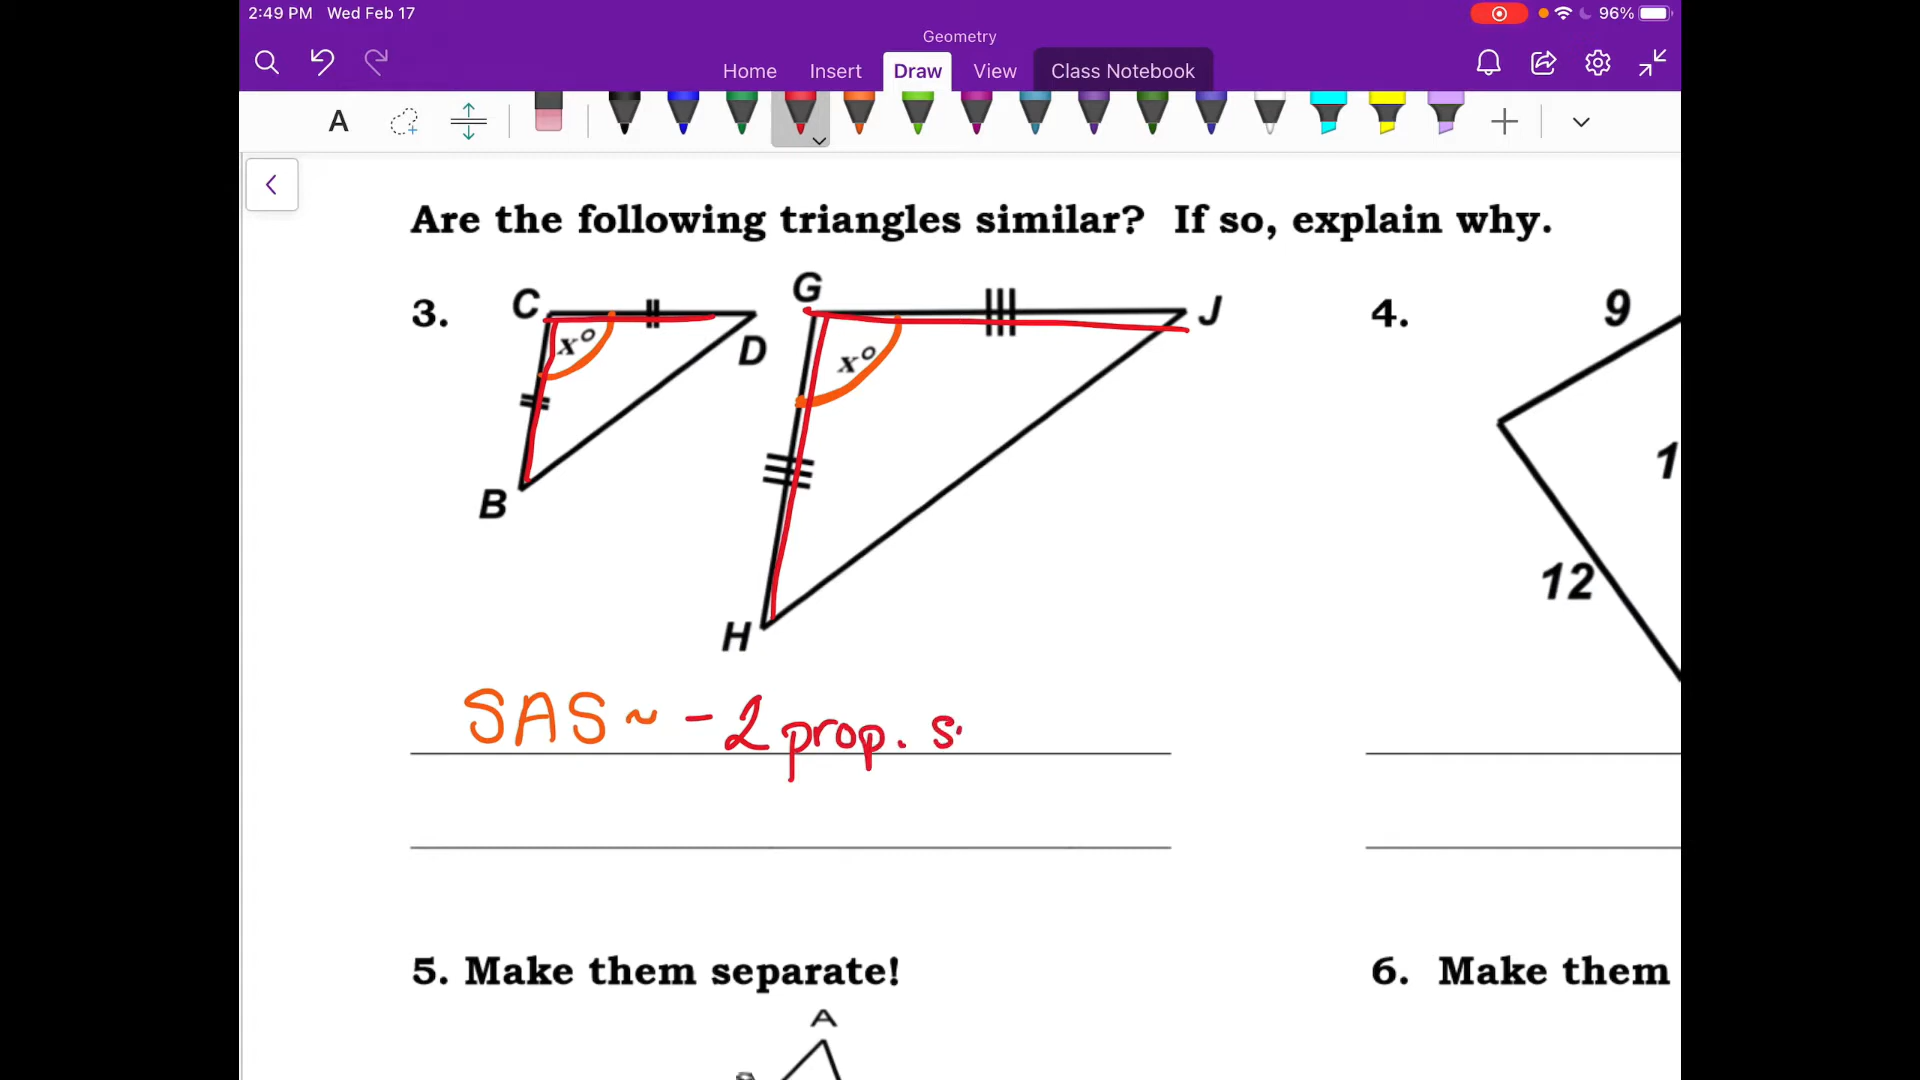 2:49 PM Wed Feb 17
96%
Geometry
Home Insert Draw View Class Notebook
A
Are the following triangles similar? If so, explain why.
3.
C
D
x°
B
G
J
x°
H
4.
9
1
12
SAS ~ - 2 prop. s
5. Make them separate!
A
6. Make them